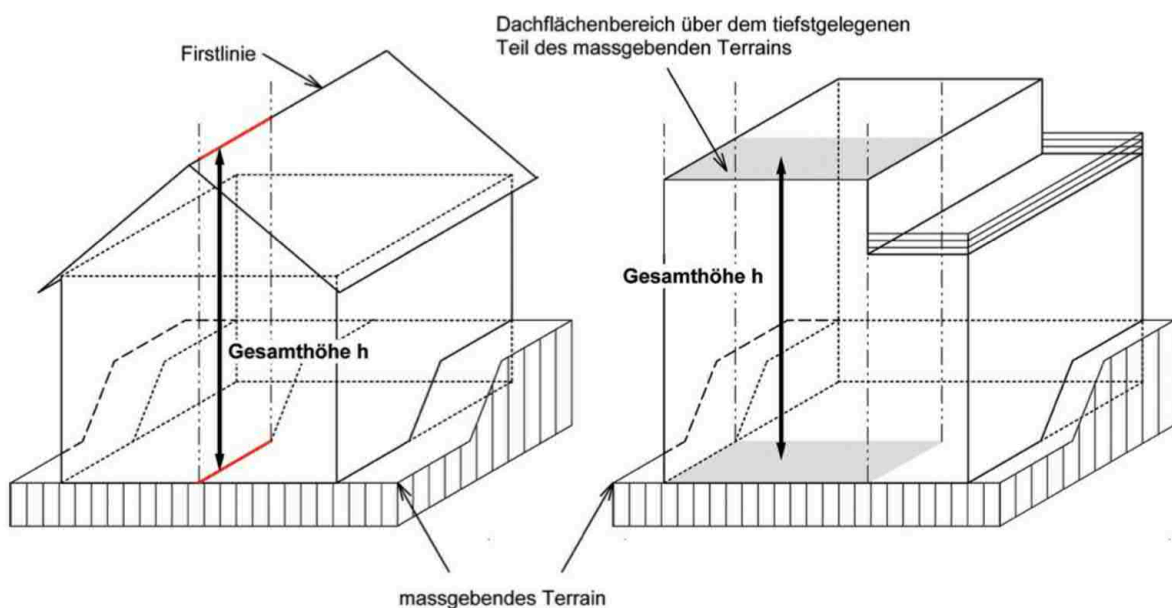 Dachflächenbereich über dem tiefstgelegenen
Teil des massgebenden Terrains
Firstlinie
Gesamthöhe h
Gesamthöhe h
massgebendes Terrain